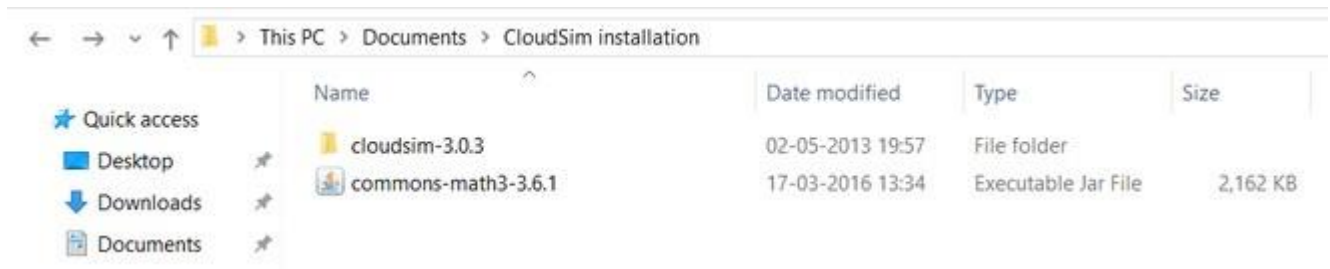 This PC > Documents > CloudSim installation
Name Date modified Type Size
Quick access
cloudsim-3.0.3 02-05-2013 19:57 File folder
Desktop
commons-math3-3.6.1 17-03-2016 13:34 Executable Jar File 2,162 KB
Downloads
Documents